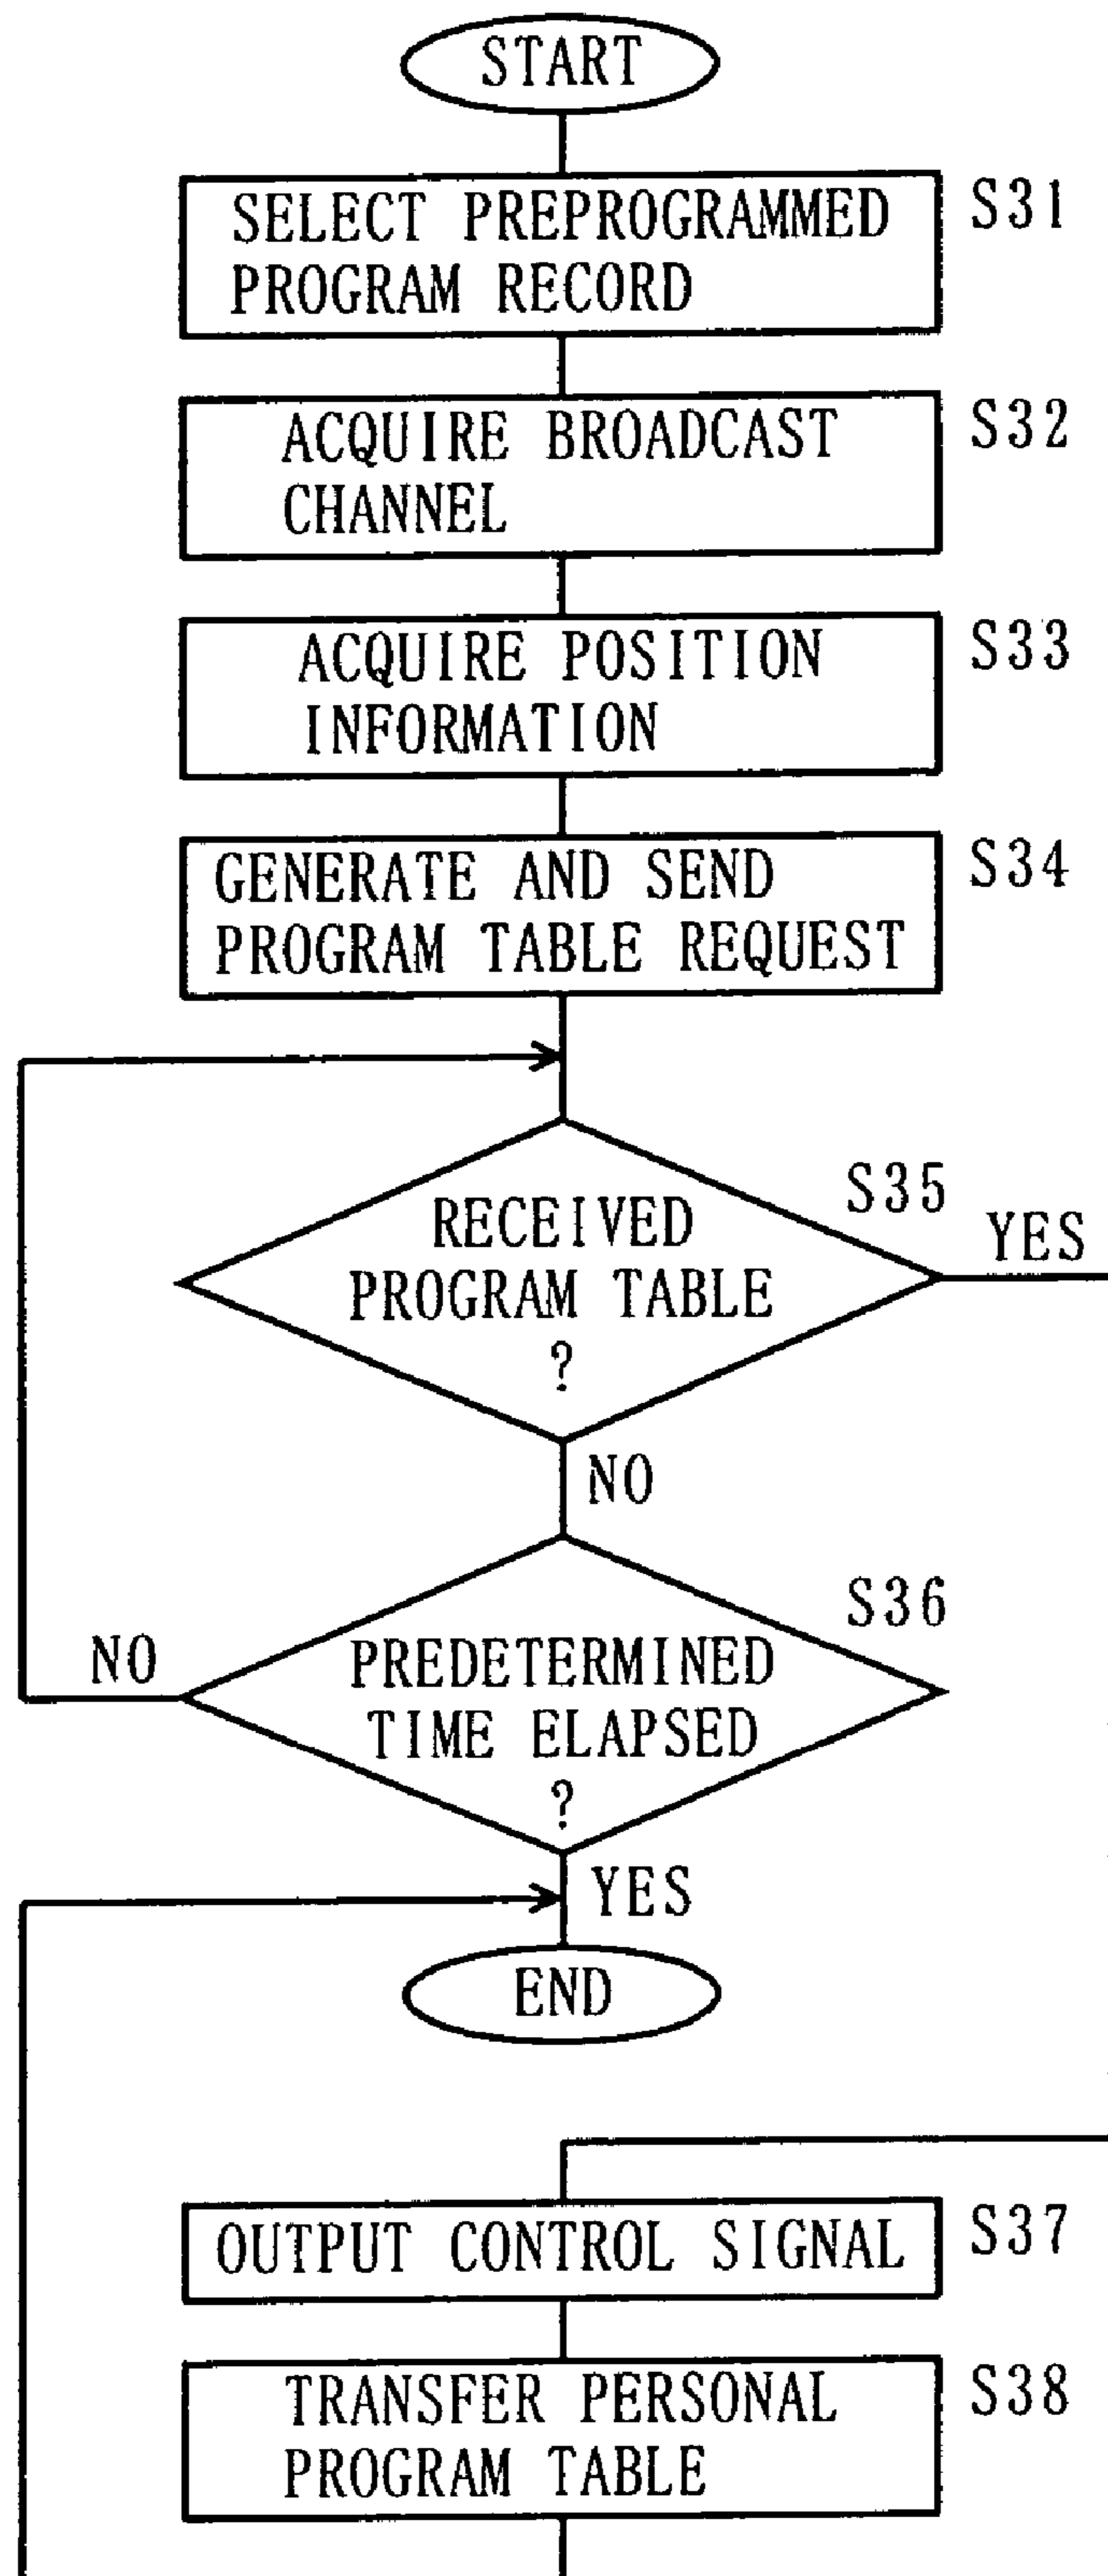 START
SELECT PREPROGRAMMED
PROGRAM RECORD
S31
ACQUIRE BROADCAST
CHANNEL
S32
ACQUIRE POSITION
INFORMATION
S33
GENERATE AND SEND
PROGRAM TABLE REQUEST
S34
RECEIVED
PROGRAM TABLE
?
S35
YES
NO
PREDETERMINED
TIME ELAPSED
?
S36
NO
YES
END
OUTPUT CONTROL SIGNAL
S37
TRANSFER PERSONAL
PROGRAM TABLE
S38